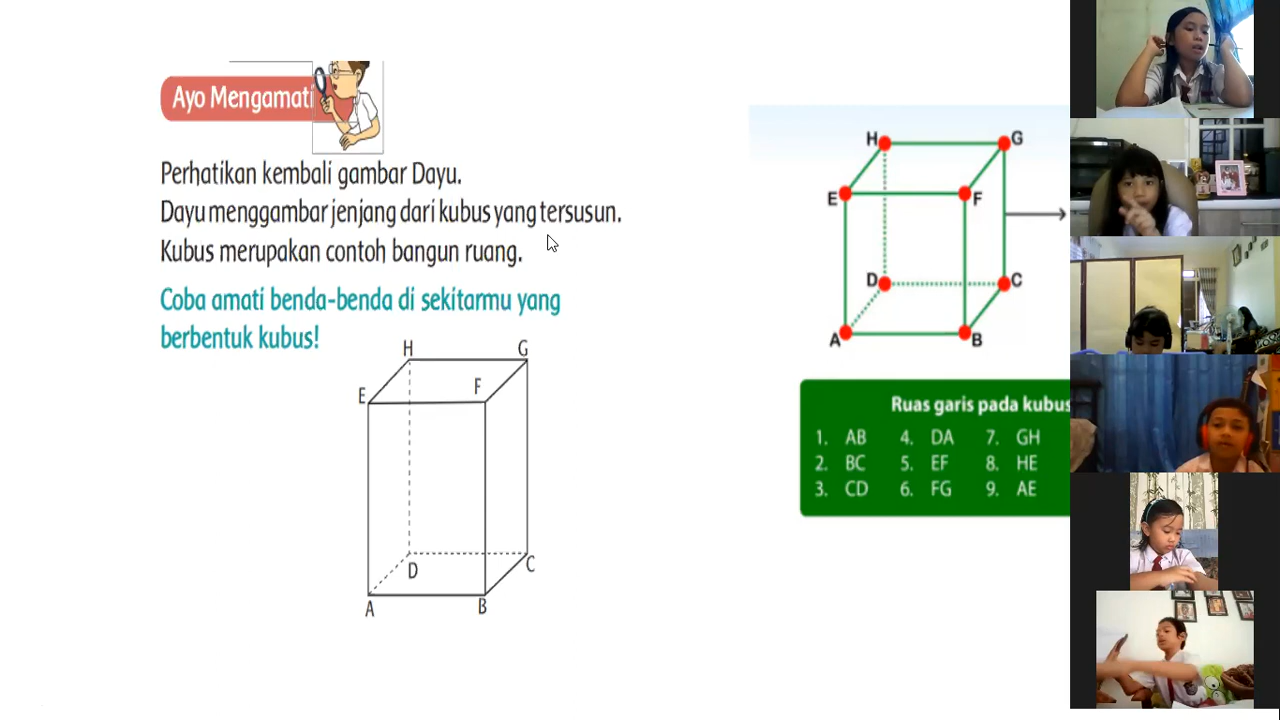 Ayo Mengamati
Perhatikan kembali gambar Dayu.
Dayu menggambar jenjang dari kubus yang tersusun.
Kubus merupakan contoh bangun ruang.
Coba amati benda-benda di sekitarmu yang
berbentuk kubus!
H G
E F
D C
A B
H G
E F
D C
A B
Ruas garis pada kubus
1. AB 4. DA 7. GH
2. BC 5. EF 8. HE
3. CD 6. FG 9. AE